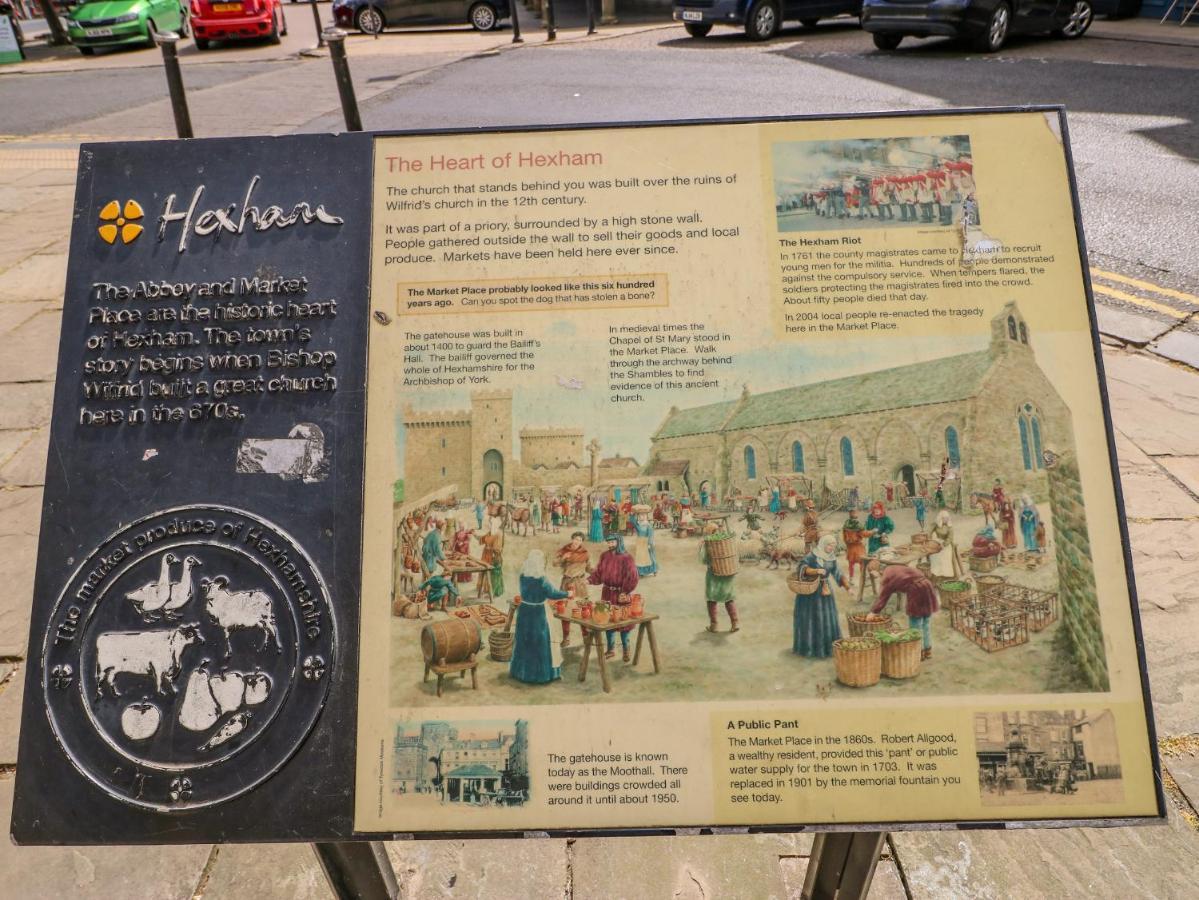 Hexham
The Abbey and Market
Place are the historic heart
of Hexham. The town's
story begins when Bishop
Wilfrid built a great church
here in the 670s.
The market produce of Hexhamshire
The Heart of Hexham
The church that stands behind you was built over the ruins of
Wilfrid's church in the 12th century.
It was part of a priory, surrounded by a high stone wall.
People gathered outside the wall to sell their goods and local
produce. Markets have been held here ever since.
The Market Place probably looked like this six hundred
years ago. Can you spot the dog that has stolen a bone?
The gatehouse was built in
about 1400 to guard the Bailiff's
Hall. The bailiff governed the
whole of Hexhamshire for the
Archbishop of York.
In medieval times the
Chapel of St Mary stood in
the Market Place. Walk
through the archway behind
the Shambles to find
evidence of this ancient
church.
The Hexham Riot
In 1761 the county magistrates came to Hexham to recruit
young men for the militia. Hundreds of people demonstrated
against the compulsory service. When tempers flared, the
soldiers protecting the magistrates fired into the crowd.
About fifty people died that day.
In 2004 local people re-enacted the tragedy
here in the Market Place.
The gatehouse is known
today as the Moothall. There
were buildings crowded all
around it until about 1950.
A Public Pant
The Market Place in the 1860s. Robert Allgood,
a wealthy resident, provided this 'pant' or public
water supply for the town in 1703. It was
replaced in 1901 by the memorial fountain you
see today.